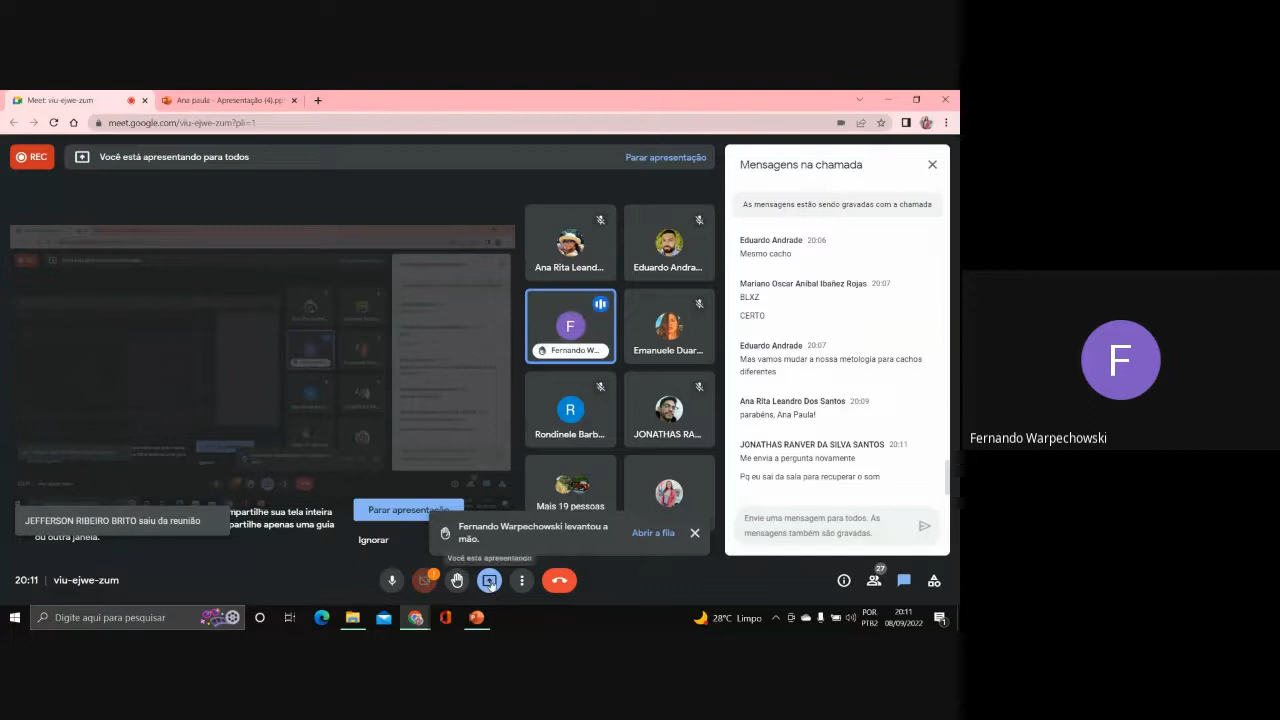 Meet: viu-ejwe-zum
Ana paula - Apresentação (4).pp
meet.google.com/viu-ejwe-zum?pli=1
REC
Você está apresentando para todos
Parar apresentação
Ana Rita Leand...
Eduardo Andra...
F
Fernando W...
Emanuele Duar...
R
Rondinele Barb...
JONATHAS RA...
Mais 19 pessoas
Mensagens na chamada
As mensagens estão sendo gravadas com a chamada
Eduardo Andrade 20:06
Mesmo cacho
Mariano Oscar Aníbal Ibañez Rojas 20:07
BLXZ
CERTO
Eduardo Andrade 20:07
Mas vamos mudar a nossa metologia para cachos
diferentes
Ana Rita Leandro Dos Santos 20:09
parabéns, Ana Paula!
JONATHAS RANVER DA SILVA SANTOS 20:11
Me envia a pergunta novamente
Pq eu sai da sala para recuperar o som
Envie uma mensagem para todos. As
mensagens também são gravadas.
JEFFERSON RIBEIRO BRITO saiu da reunião
mpartilhe sua tela inteira
partilhe apenas uma guia
ou outra janela.
Parar apresentação
Ignorar
Fernando Warpechowski levantou a
mão.
Abrir a fila
Você está apresentando
20:11 | viu-ejwe-zum
27
Digite aqui para pesquisar
28°C Limpo
POR
PTB2
20:11
08/09/2022
1
F
Fernando Warpechowski